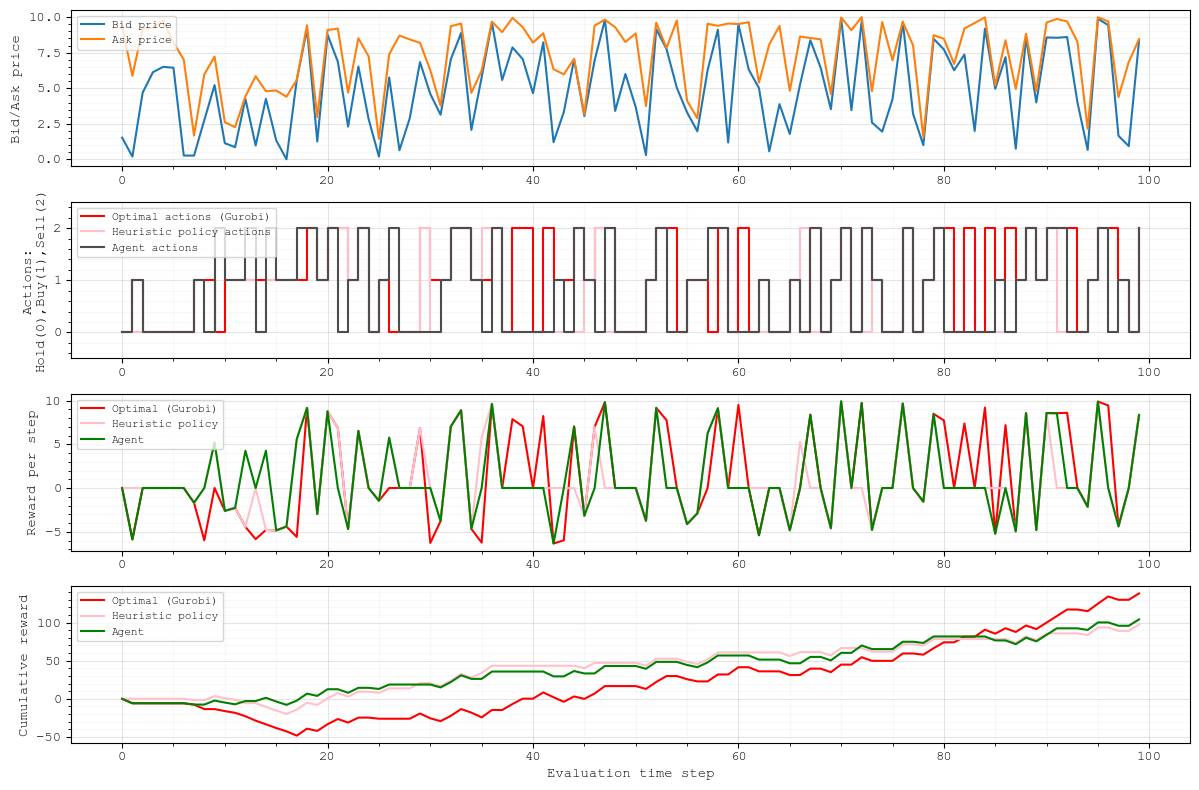 Bid/Ask price
10.0
7.5
5.0
2.5
0.0
Bid price
Ask price
0 20 40 60 80 100
Actions:
Hold(0),Buy(1),Sell(2)
2
1
0
Optimal actions (Gurobi)
Heuristic policy actions
Agent actions
0 20 40 60 80 100
Reward per step
10
5
0
−5
Optimal (Gurobi)
Heuristic policy
Agent
0 20 40 60 80 100
Cumulative reward
100
50
0
−50
Optimal (Gurobi)
Heuristic policy
Agent
0 20 40 60 80 100
Evaluation time step